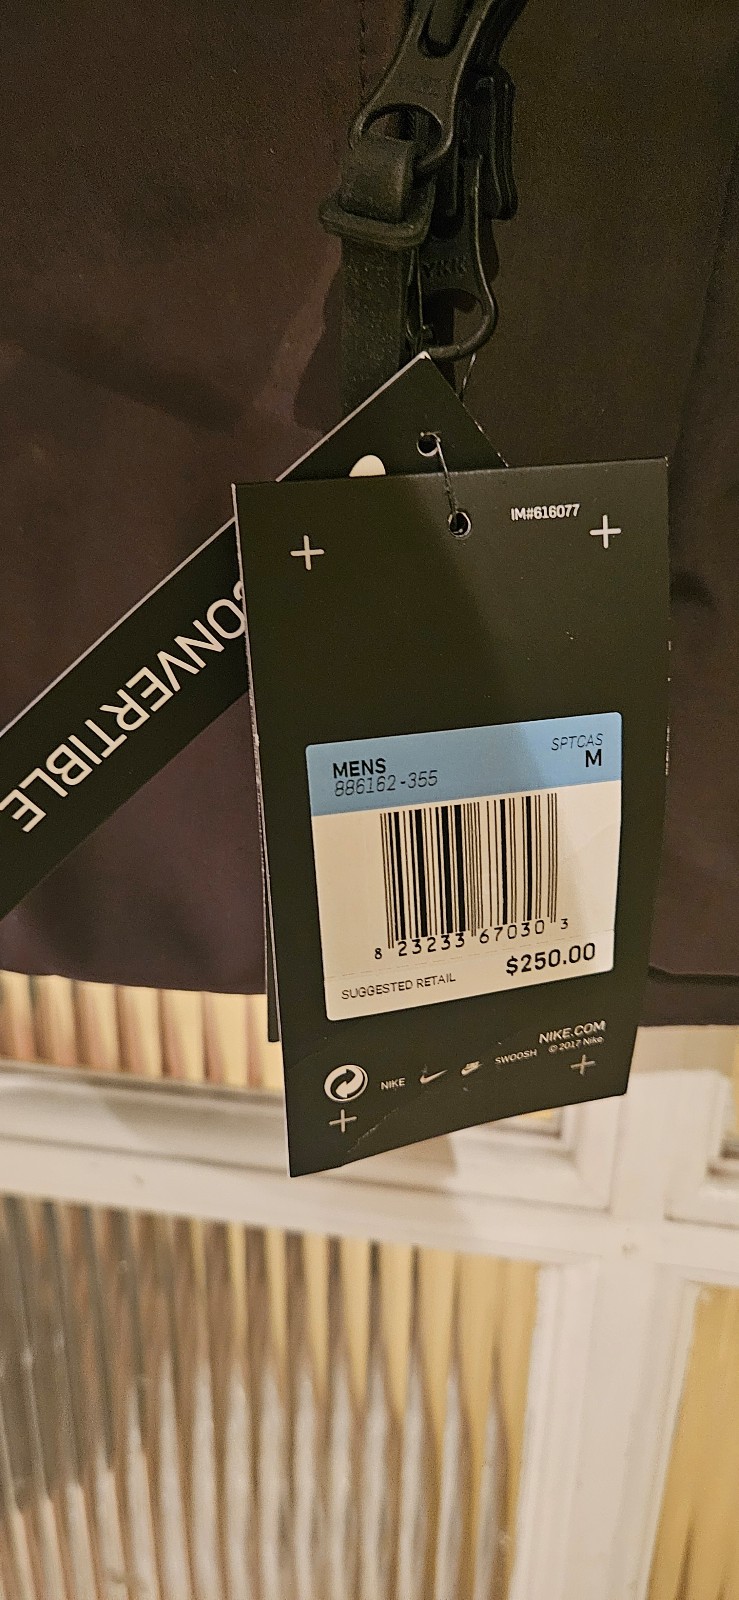 YKK
IM#616077
CONVERTIBLE
MENS
886162-355
SPTCAS
M
8 23233 67030 3
SUGGESTED RETAIL
$250.00
NIKE.COM
© 2017 Nike
NIKE
SWOOSH